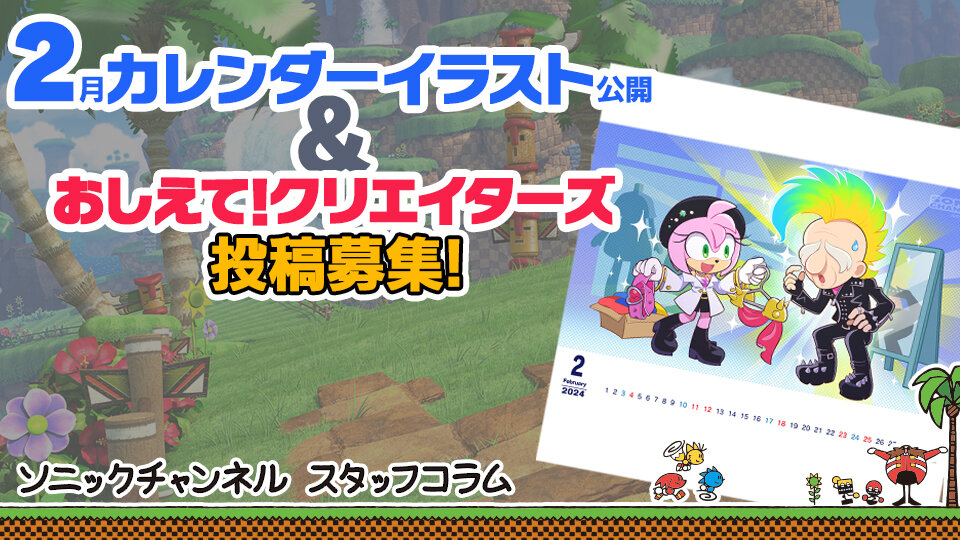 2月カレンダーイラスト公開
&
おしえて!クリエイターズ
投稿募集!
2
February
2024
1 2 3 4 5 6 7 8 9 10 11 12 13 14 15 16 17 18 19 20 21 22 23 24 25 26
ソニックチャンネル スタッフコラム